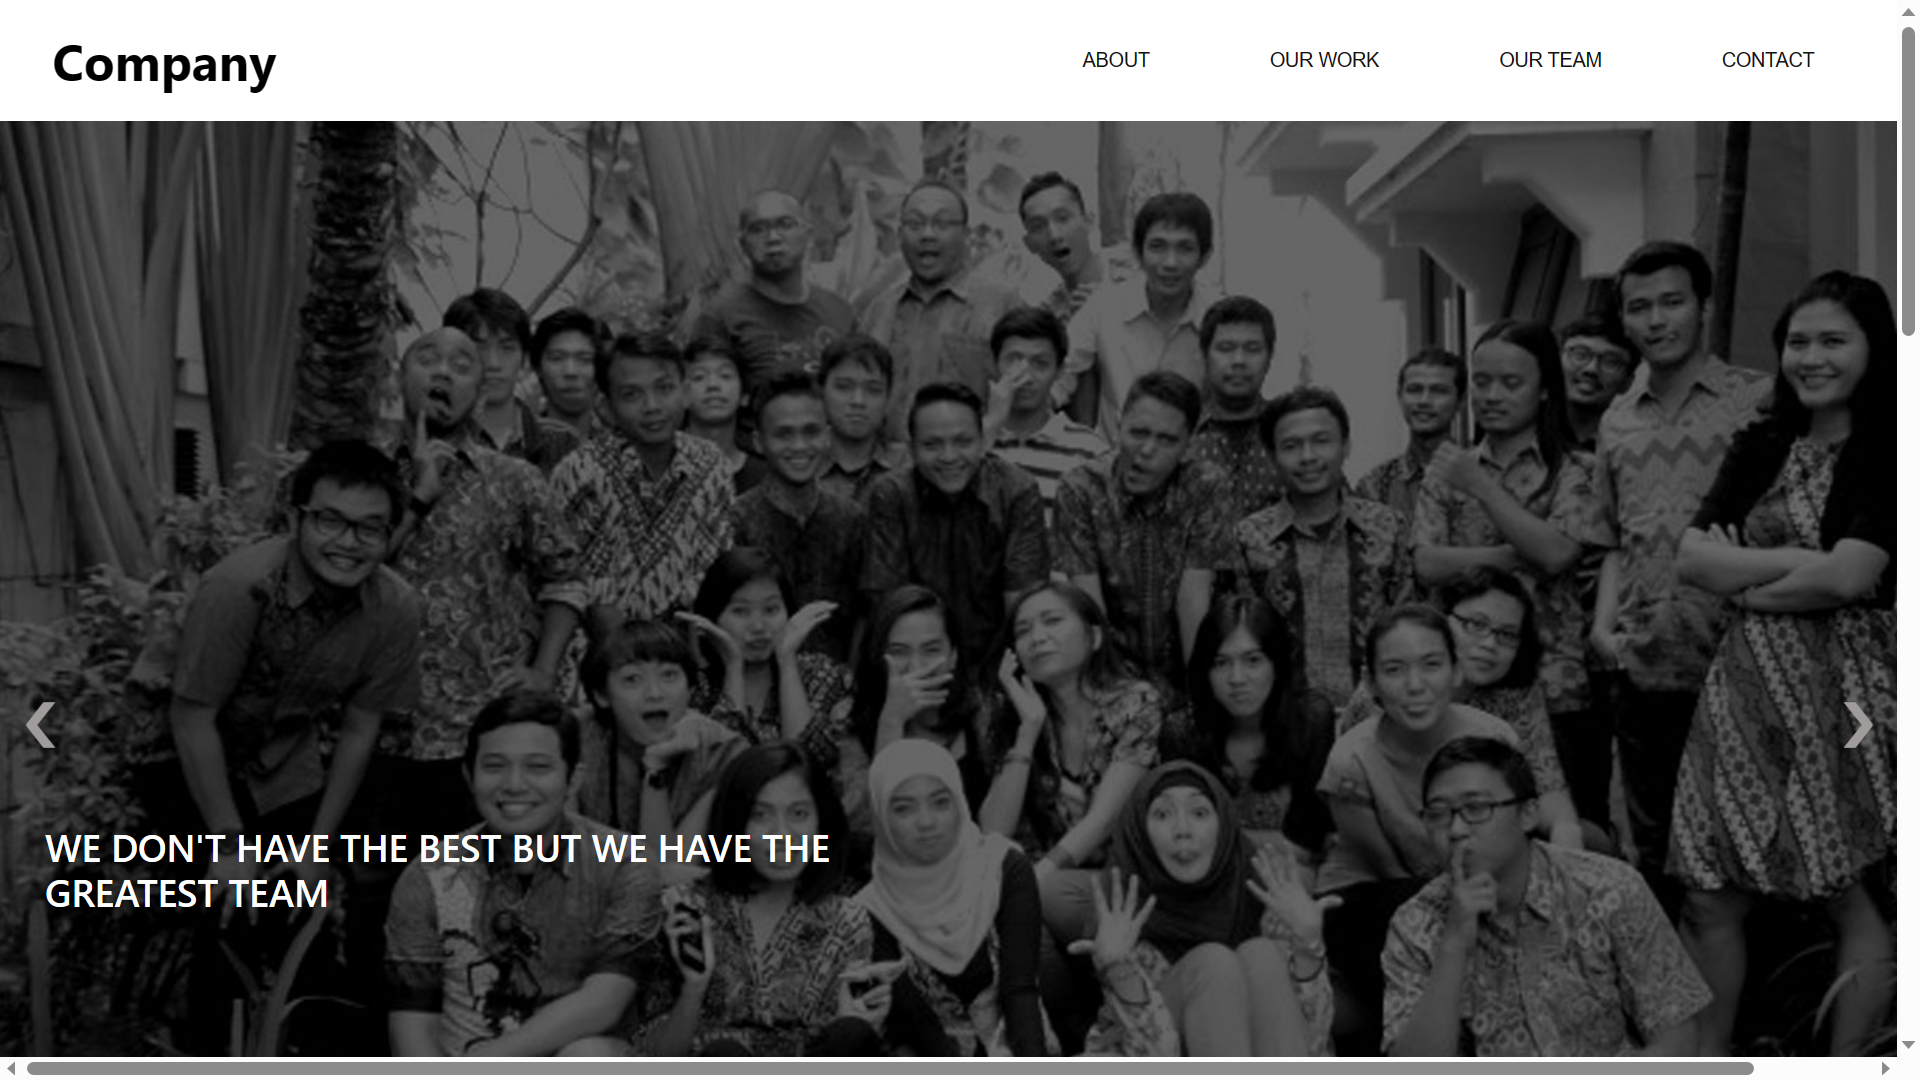 Company
ABOUT
OUR WORK
OUR TEAM
CONTACT
WE DON'T HAVE THE BEST BUT WE HAVE THE
GREATEST TEAM